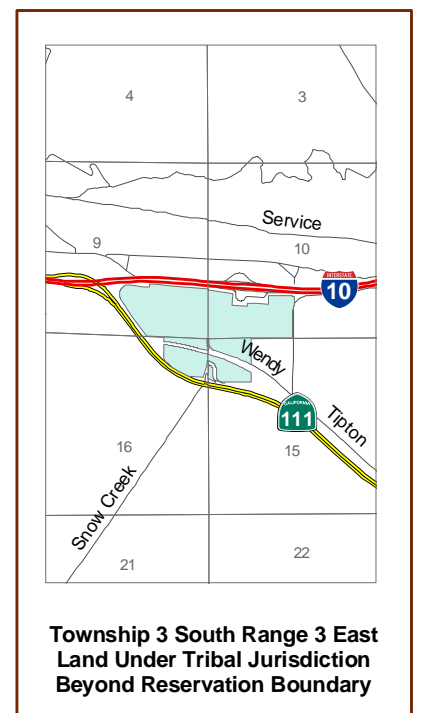 4
3
Service
9
10
INTERSTATE
10
Wendy
CALIFORNIA
111
Tipton
16
15
Snow Creek
21
22
Township 3 South Range 3 East
Land Under Tribal Jurisdiction
Beyond Reservation Boundary